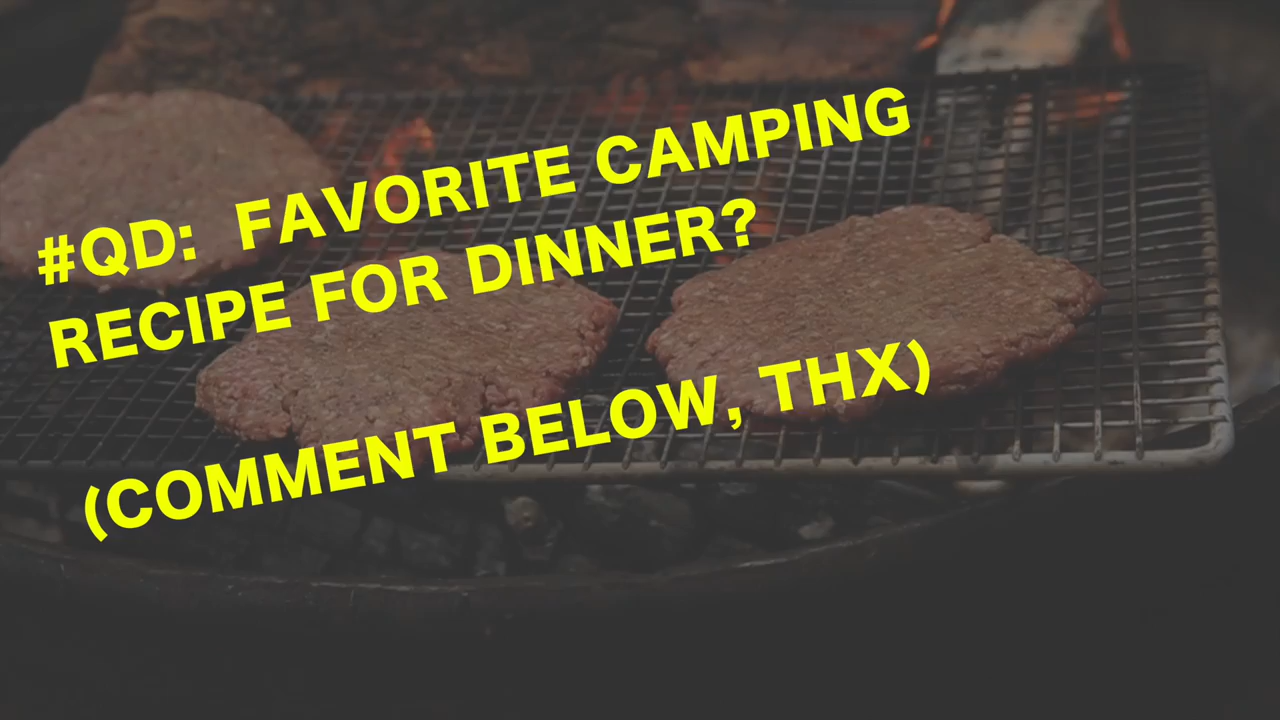 #QD: FAVORITE CAMPING
RECIPE FOR DINNER?
(COMMENT BELOW, THX)